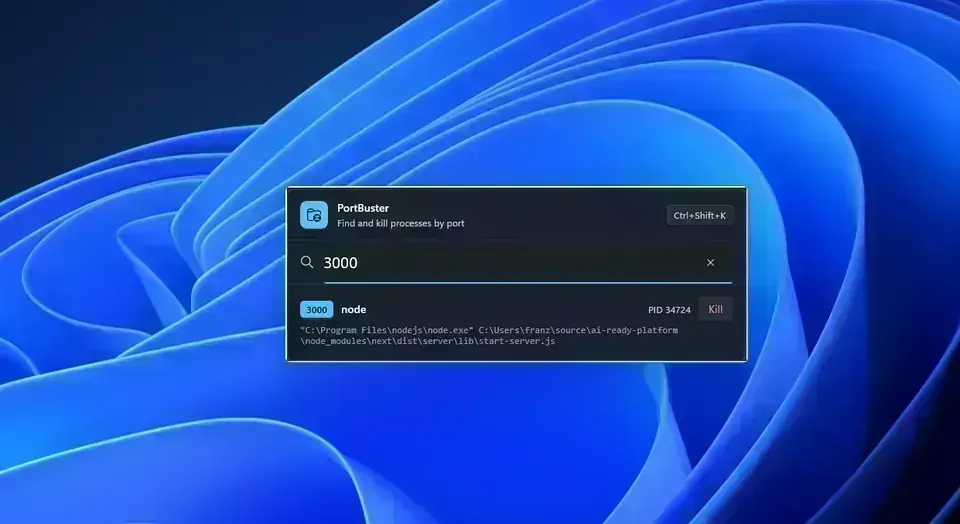 PortBuster
Find and kill processes by port
Ctrl+Shift+K
3000
3000 node PID 34724 Kill
"C:\Program Files\nodejs\node.exe" C:\Users\franz\source\ai-ready-platform
\node_modules\next\dist\server\lib\start-server.js